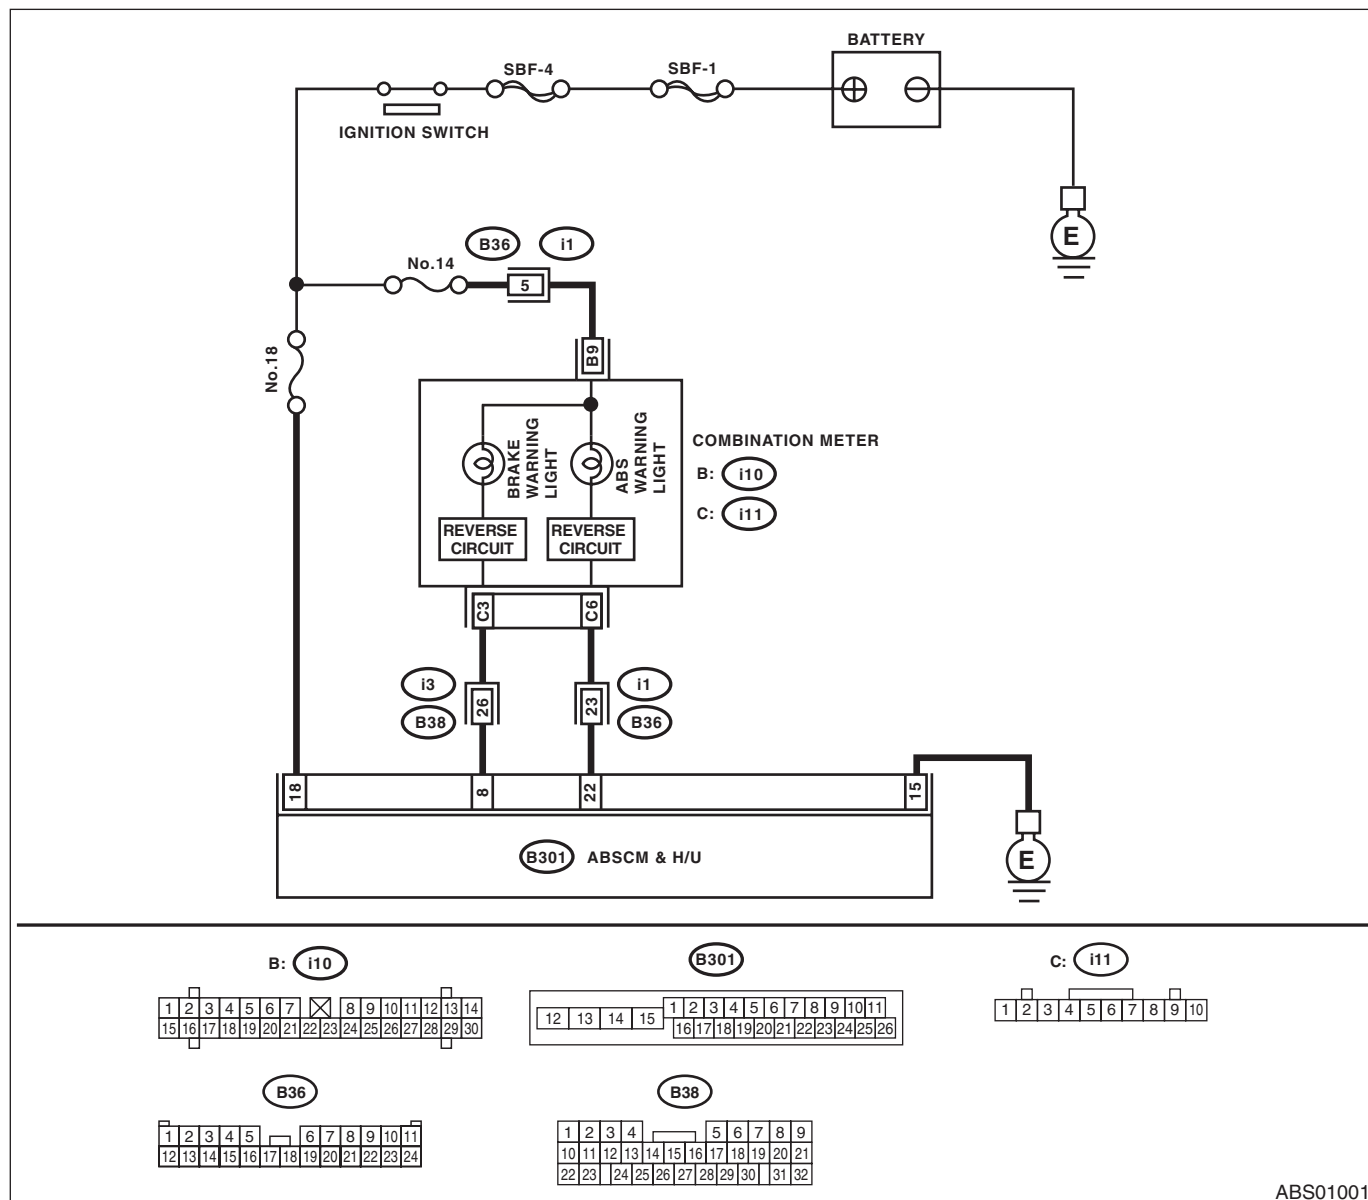 BATTERY
SBF-4
SBF-1
IGNITION SWITCH
E
B36
i1
No.14
5
B9
No.18
BRAKE
WARNING
LIGHT
ABS
WARNING
LIGHT
COMBINATION METER
B: i10
C: i11
REVERSE
CIRCUIT
REVERSE
CIRCUIT
C3
C6
i3
B38
26
23
i1
B36
18
8
22
15
B301 ABSCM & H/U
E
B: i10
1 2 3 4 5 6 7 8 9 10 11 12 13 14
15 16 17 18 19 20 21 22 23 24 25 26 27 28 29 30
B301
1 2 3 4 5 6 7 8 9 10 11
12 13 14 15
16 17 18 19 20 21 22 23 24 25 26
C: i11
1 2 3 4 5 6 7 8 9 10
B36
1 2 3 4 5 6 7 8 9 10 11
12 13 14 15 16 17 18 19 20 21 22 23 24
B38
1 2 3 4 5 6 7 8 9
10 11 12 13 14 15 16 17 18 19 20 21
22 23 24 25 26 27 28 29 30 31 32
ABS01001